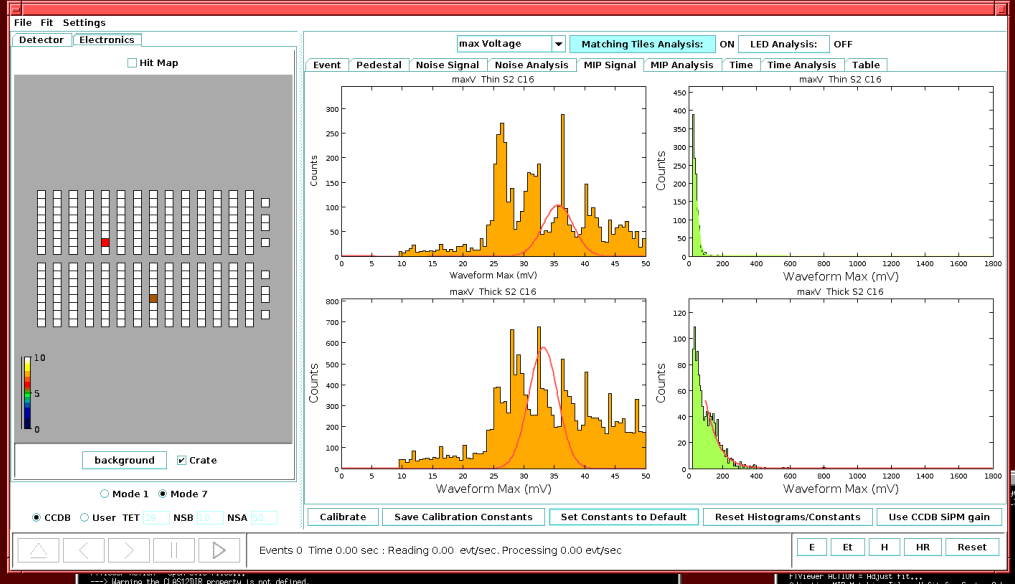 File Fit Settings
Detector Electronics
Hit Map
10
5
0
background
Crate
Mode 1 Mode 7
CCDB User TET NSB NSA
max Voltage Matching Tiles Analysis: ON LED Analysis: OFF
Event Pedestal Noise Signal Noise Analysis MIP Signal MIP Analysis Time Time Analysis Table
maxV Thin S2 C16
Counts
300
250
200
150
100
50
0
0 5 10 15 20 25 30 35 40 45 50
Waveform Max (mV)
maxV Thin S2 C16
Counts
450
400
350
300
250
200
150
100
50
0
0 200 400 600 800 1000 1200 1400 1600 1800
Waveform Max (mV)
maxV Thick S2 C16
Counts
800
700
600
500
400
300
200
100
0
0 5 10 15 20 25 30 35 40 45 50
Waveform Max (mV)
maxV Thick S2 C16
Counts
120
100
80
60
40
20
0
0 200 400 600 800 1000 1200 1400 1600 1800
Waveform Max (mV)
Calibrate Save Calibration Constants Set Constants to Default Reset Histograms/Constants Use CCDB SiPM gain
Events 0 Time 0.00 sec : Reading 0.00 evt/sec. Processing 0.00 evt/sec
E Et H HR Reset
---> Warning the CLAS12DIR property is not defined.
FTViewer ACTION = Adjust fit...